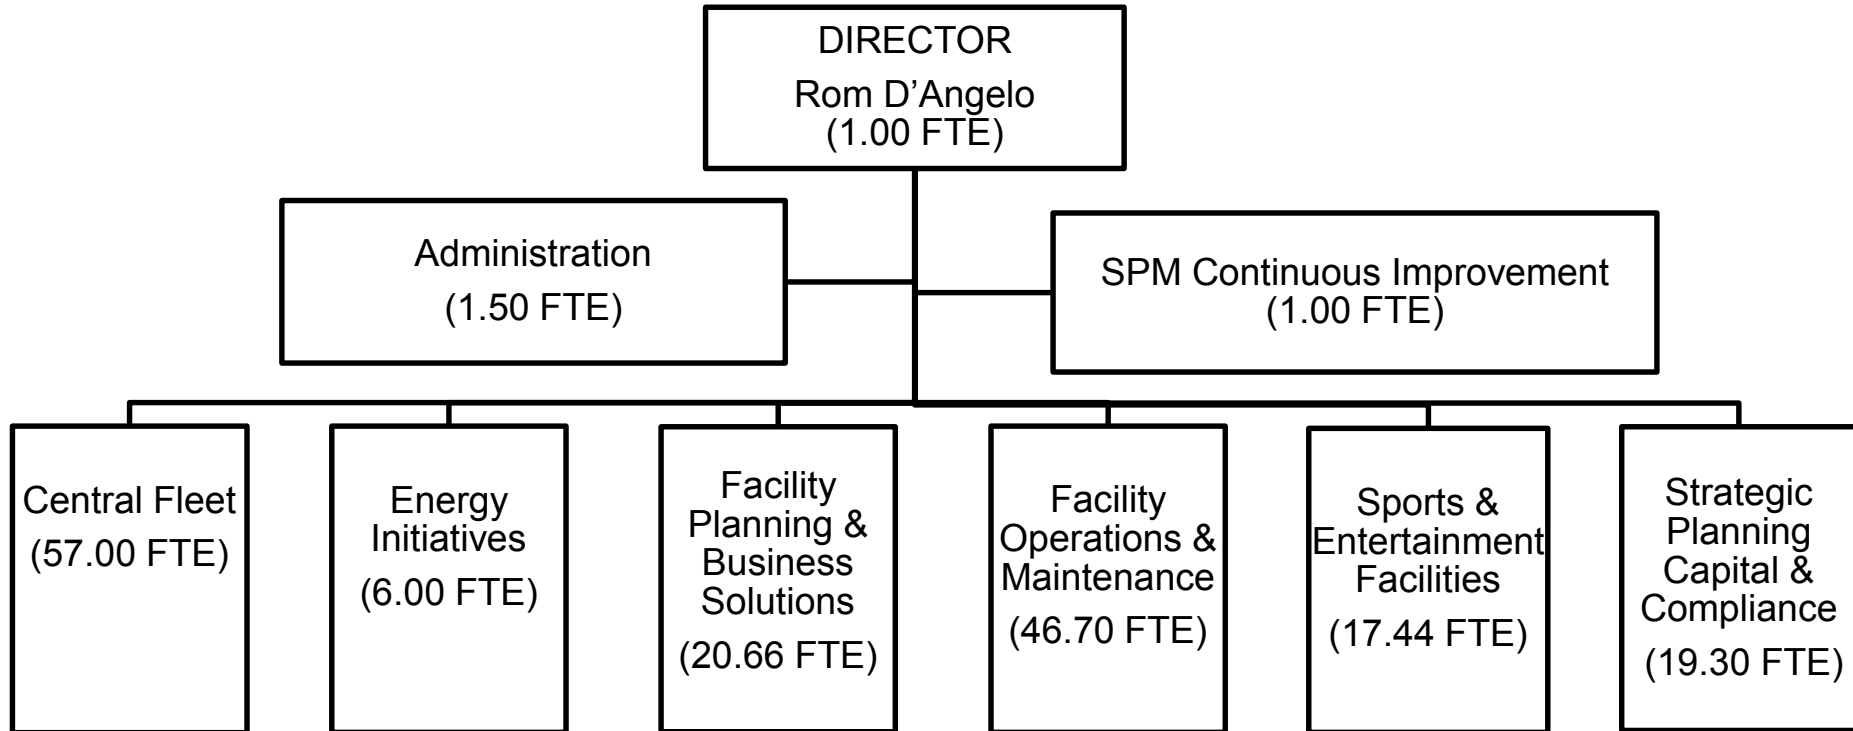 DIRECTOR
Rom D’Angelo
(1.00 FTE)
Administration
(1.50 FTE)
SPM Continuous Improvement
(1.00 FTE)
Central Fleet
(57.00 FTE)
Energy
Initiatives
(6.00 FTE)
Facility
Planning &
Business
Solutions
(20.66 FTE)
Facility
Operations &
Maintenance
(46.70 FTE)
Sports &
Entertainment
Facilities
(17.44 FTE)
Strategic
Planning
Capital &
Compliance
(19.30 FTE)